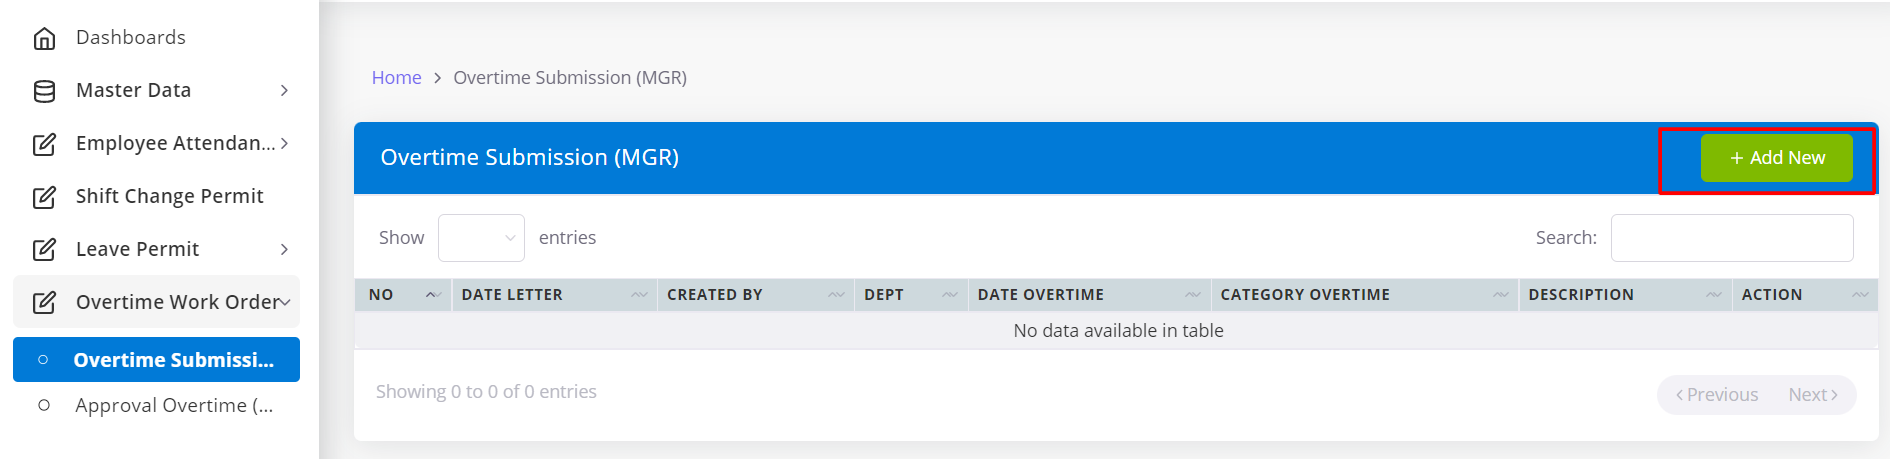 Dashboards
Master Data
Employee Attendan...
Shift Change Permit
Leave Permit
Overtime Work Order
Overtime Submissi...
Approval Overtime (...
Home > Overtime Submission (MGR)
Overtime Submission (MGR)
+ Add New
Show entries
Search:
NO DATE LETTER CREATED BY DEPT DATE OVERTIME CATEGORY OVERTIME DESCRIPTION ACTION
No data available in table
Showing 0 to 0 of 0 entries
Previous Next